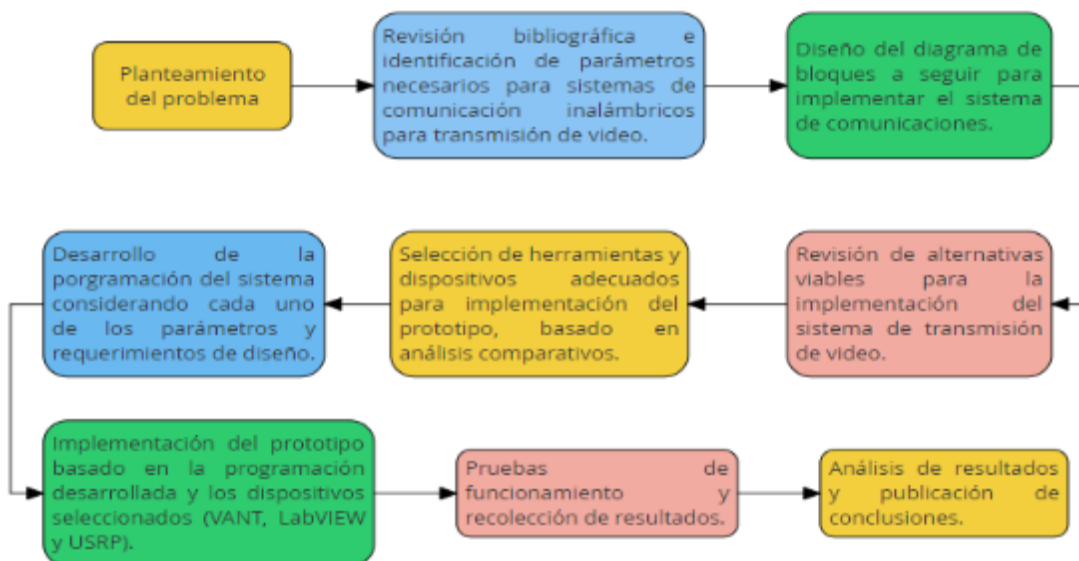 Planteamiento
del problema
Revisión bibliográfica e
identificación de parámetros
necesarios para sistemas de
comunicación inalámbricos
para transmisión de video.
Diseño del diagrama de
bloques a seguir para
implementar el sistema
de comunicaciones.
Revisión de alternativas
viables para la
implementación del
sistema de transmisión
de video.
Selección de herramientas y
dispositivos adecuados
para implementación del
prototipo, basado en
análisis comparativos.
Desarrollo de la
porgramación del sistema
considerando cada uno
de los parámetros y
requerimientos de diseño.
Implementación del prototipo
basado en la programación
desarrollada y los dispositivos
seleccionados (VANT, LabVIEW
y USRP).
Pruebas de
funcionamiento y
recolección de resultados.
Análisis de resultados
y publicación de
conclusiones.